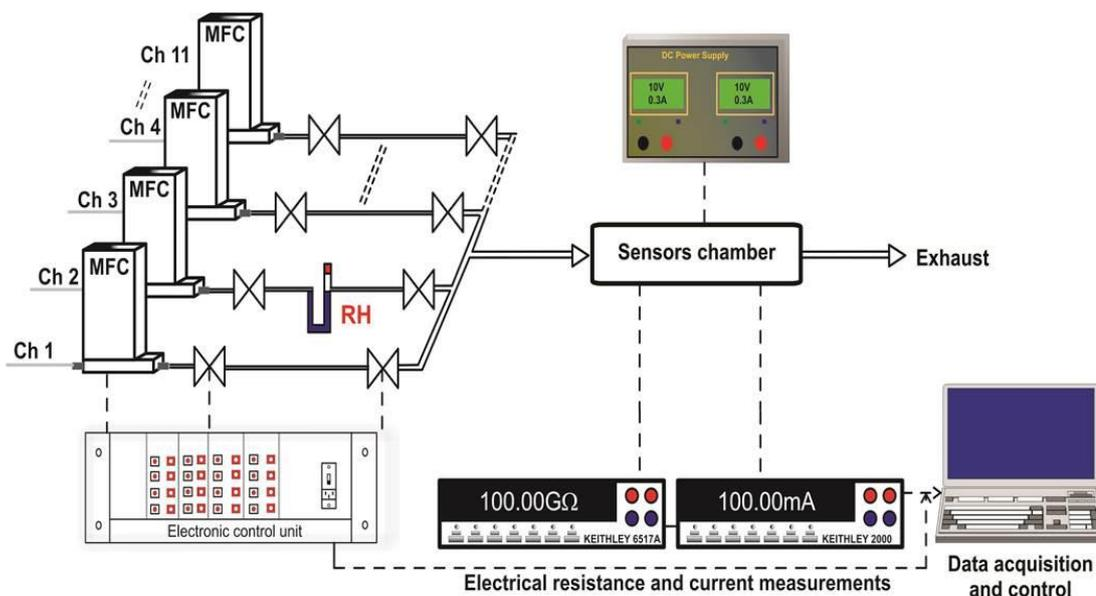 MFC
Ch 11
MFC
Ch 4
MFC
Ch 3
MFC
Ch 2
RH
Ch 1
DC Power Supply
10V
0.3A
10V
0.3A
Sensors chamber
Exhaust
Electronic control unit
100.00GΩ
KEITHLEY 6517A
100.00mA
KEITHLEY 2000
Electrical resistance and current measurements
Data acquisition
and control